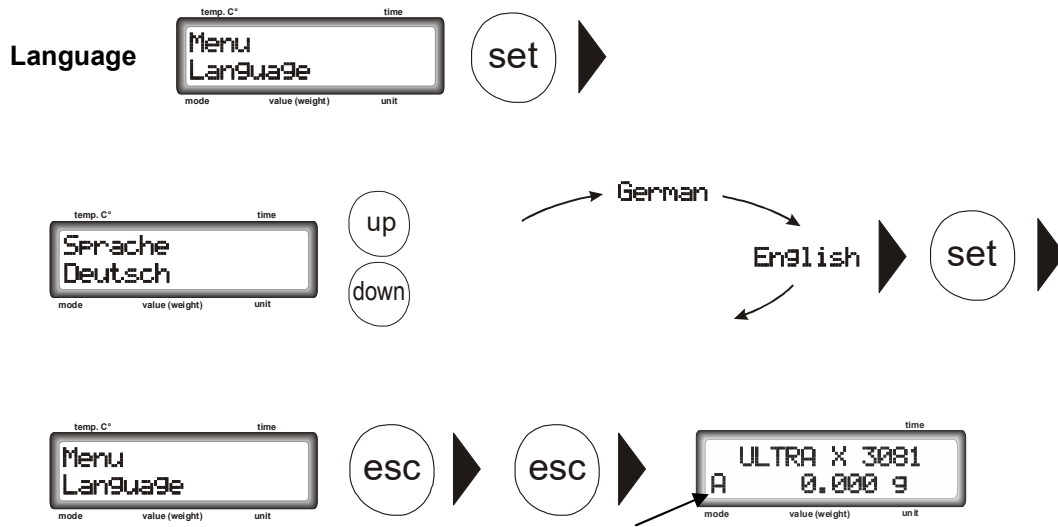 temp. C° time
Language
Menu
Language
set
mode value (weight) unit
German
temp. C° time
up
Sprache
Deutsch
English
set
down
mode value (weight) unit
temp. C° time
time
Menu
Language
esc
esc
ULTRA X 3081
A 0.000 g
mode value (weight) unit
mode value (weight) unit